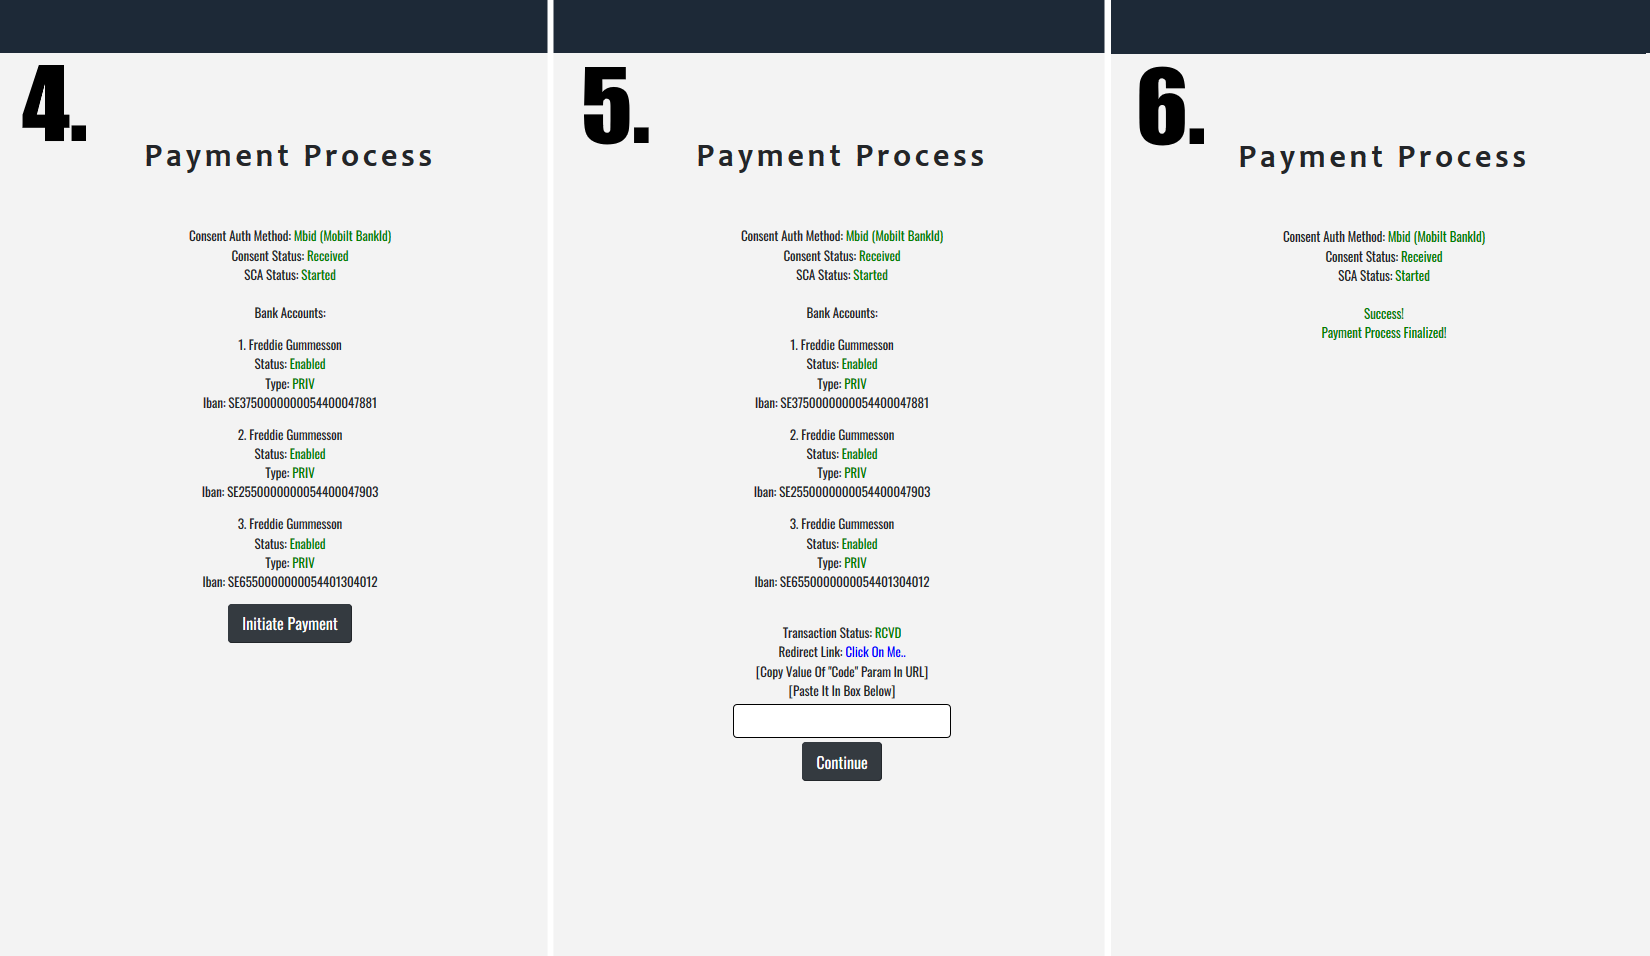 4.
Payment Process
Consent Auth Method: Mbid (Mobilt BankId)
Consent Status: Received
SCA Status: Started
Bank Accounts:
1. Freddie Gummesson
Status: Enabled
Type: PRIV
Iban: SE3750000000054400047881
2. Freddie Gummesson
Status: Enabled
Type: PRIV
Iban: SE2550000000054400047903
3. Freddie Gummesson
Status: Enabled
Type: PRIV
Iban: SE6550000000054401304012
Initiate Payment
5.
Payment Process
Consent Auth Method: Mbid (Mobilt BankId)
Consent Status: Received
SCA Status: Started
Bank Accounts:
1. Freddie Gummesson
Status: Enabled
Type: PRIV
Iban: SE3750000000054400047881
2. Freddie Gummesson
Status: Enabled
Type: PRIV
Iban: SE2550000000054400047903
3. Freddie Gummesson
Status: Enabled
Type: PRIV
Iban: SE6550000000054401304012
Transaction Status: RCVD
Redirect Link: Click On Me..
[Copy Value Of "Code" Param In URL]
[Paste It In Box Below]
Continue
6.
Payment Process
Consent Auth Method: Mbid (Mobilt BankId)
Consent Status: Received
SCA Status: Started
Success!
Payment Process Finalized!